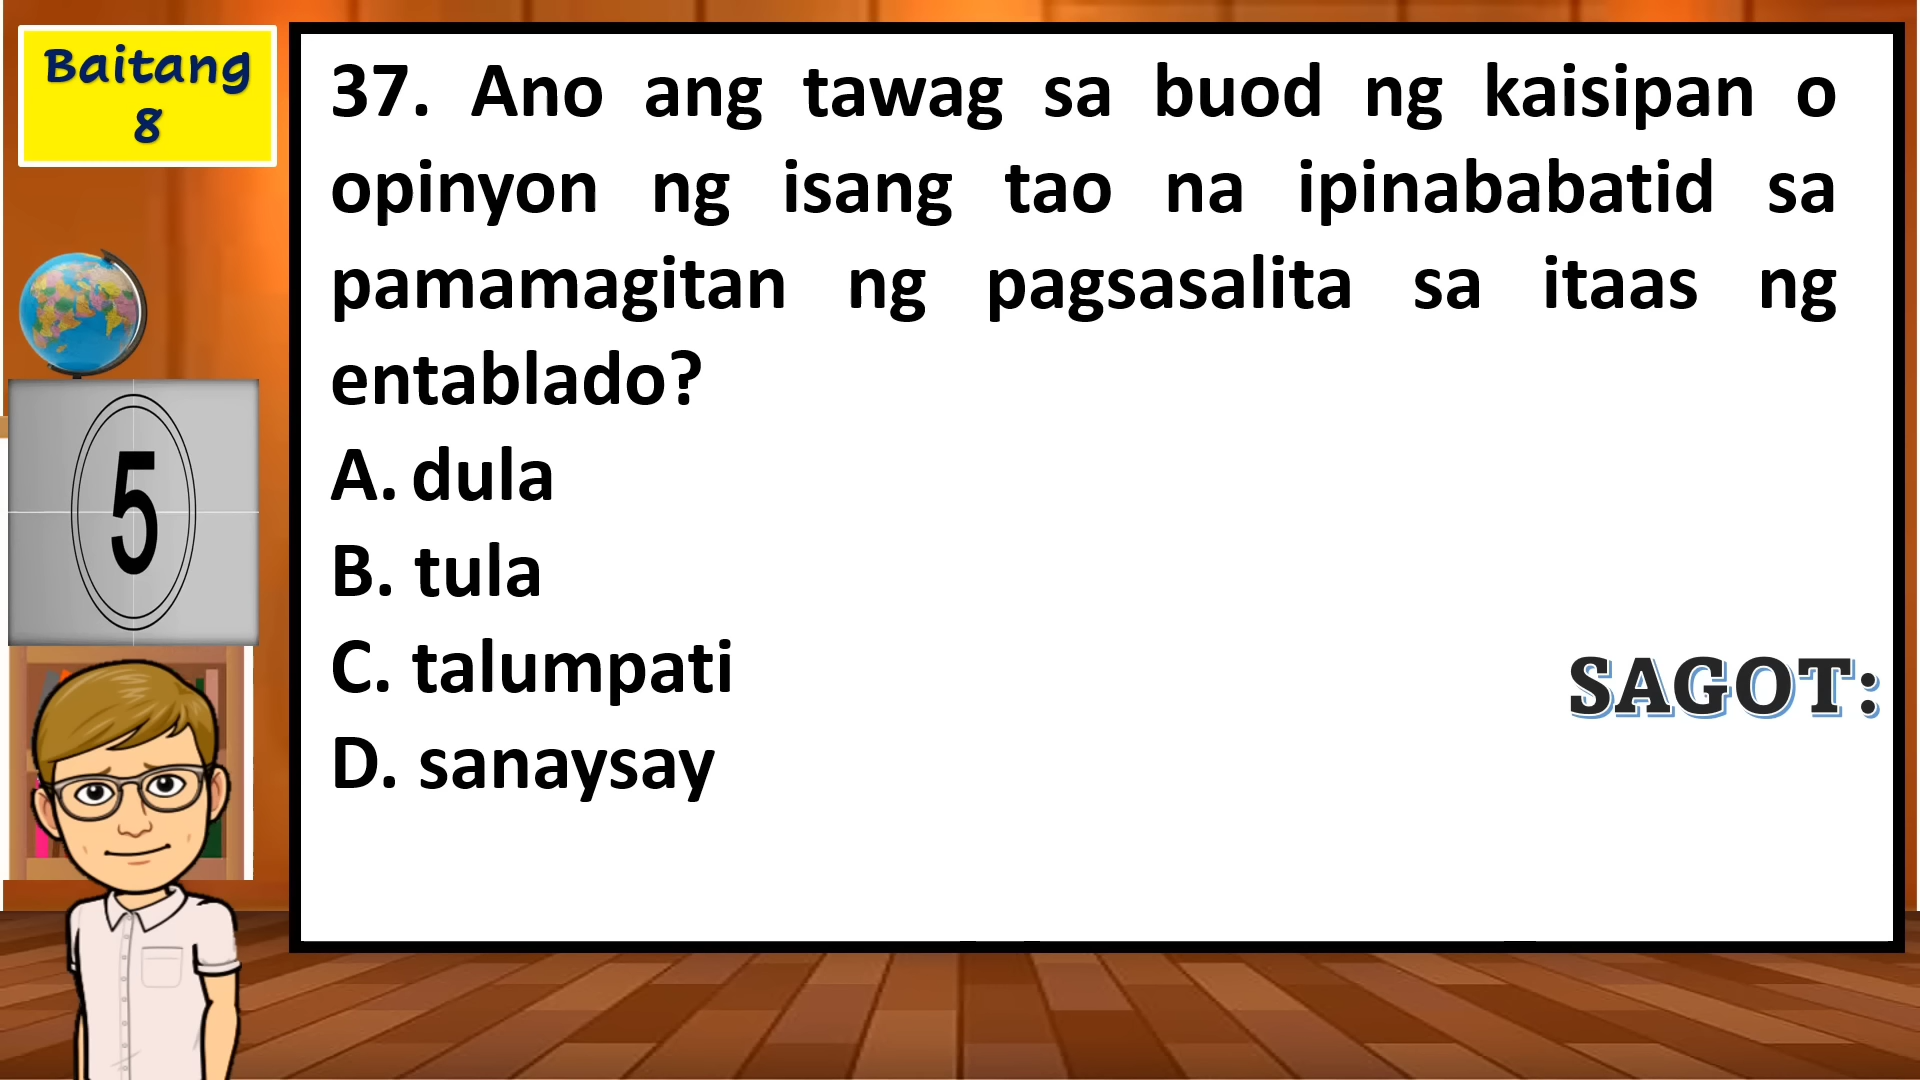 Baitang
8
37. Ano ang tawag sa buod ng kaisipan o
opinyon ng isang tao na ipinababatid sa
pamamagitan ng pagsasalita sa itaas ng
entablado?
A. dula
B. tula
C. talumpati
D. sanaysay
SAGOT:
5